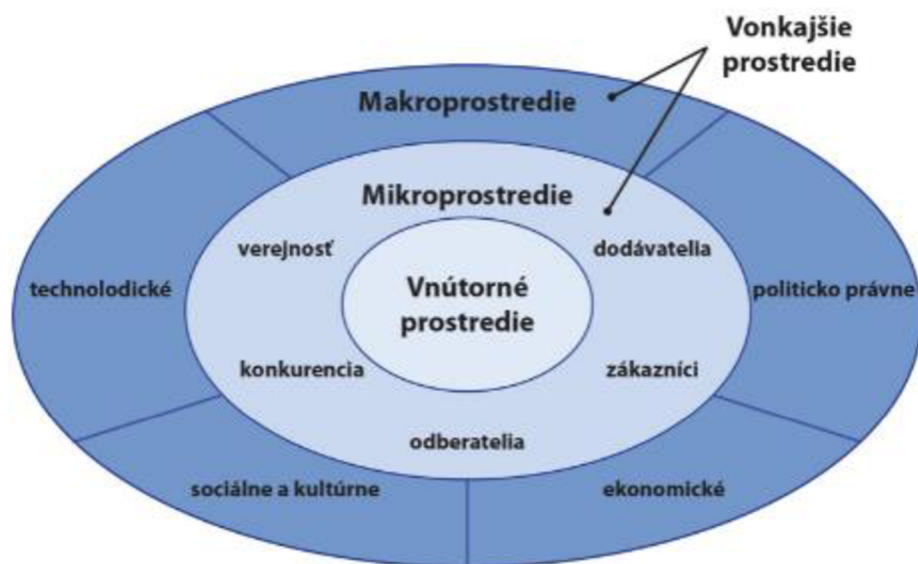 Vonkajšie
prostredie
Makroprostredie
Mikroprostredie
verejnosť
dodávatelia
technolodické
Vnútorné
prostredie
politicko právne
konkurencia
zákazníci
odberatelia
sociálne a kultúrne
ekonomické